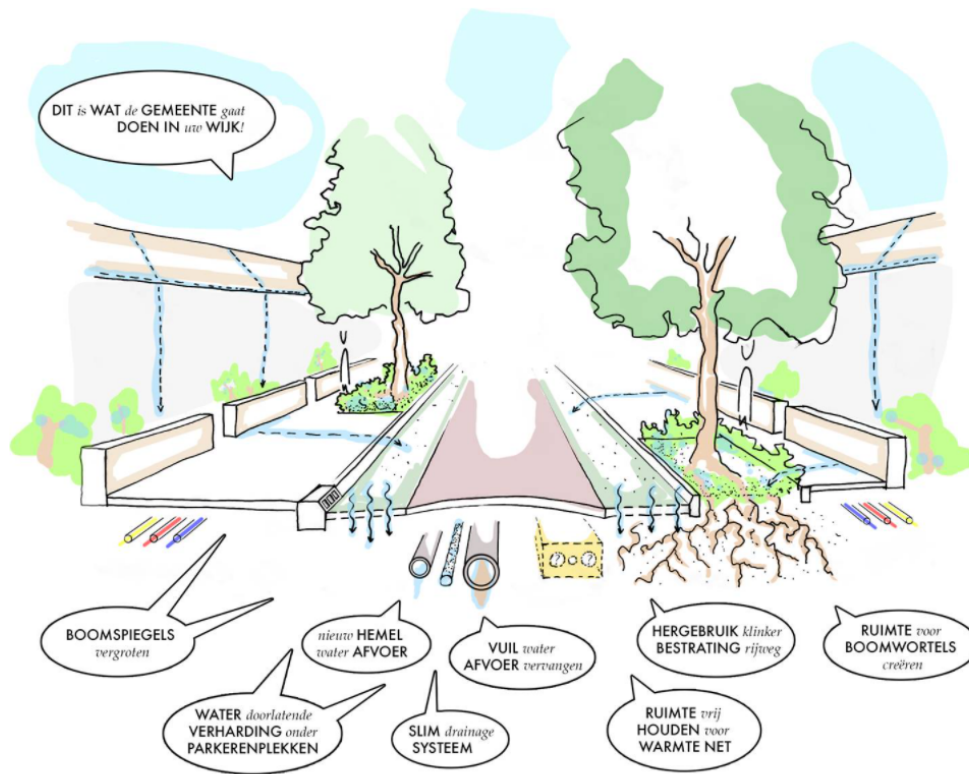 DIT is WAT de GEMEENTE gaat
DOEN IN uw WIJK!
BOOMSPIEGELS
vergroten
nieuw HEMEL
water AFVOER
VUIL water
AFVOER vervangen
HERGEBRUIK klinker
BESTRATING rijweg
RUIMTE voor
BOOMWORTELS
creëren
WATER doorlatende
VERHARDING onder
PARKERENPLEKKEN
SLIM drainage
SYSTEEM
RUIMTE vrij
HOUDEN voor
WARMTE NET
? ?